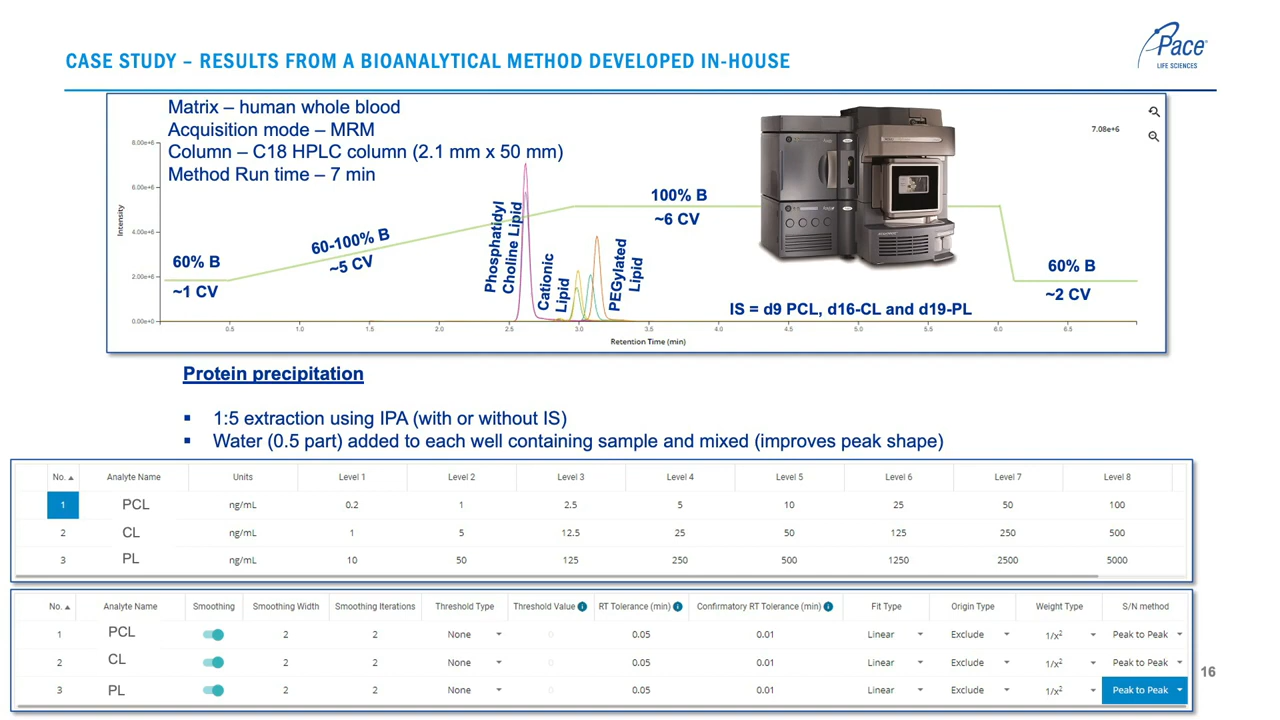 CASE STUDY – RESULTS FROM A BIOANALYTICAL METHOD DEVELOPED IN-HOUSE
Pace®
LIFE SCIENCES
Matrix – human whole blood
Acquisition mode – MRM
Column – C18 HPLC column (2.1 mm x 50 mm)
Method Run time – 7 min
7.08e+6
8.00e+6
6.00e+6
4.00e+6
2.00e+6
0.00e+0
Intensity
60% B
~1 CV
60-100% B
~5 CV
Phosphatidyl
Choline Lipid
Cationic
Lipid
PEGylated
Lipid
100% B
~6 CV
60% B
~2 CV
IS = d9 PCL, d16-CL and d19-PL
0.5 1.0 1.5 2.0 2.5 3.0 3.5 4.0 4.5 5.0 5.5 6.0 6.5
Retention Time (min)
Protein precipitation
▪ 1:5 extraction using IPA (with or without IS)
▪ Water (0.5 part) added to each well containing sample and mixed (improves peak shape)
No. Analyte Name Units Level 1 Level 2 Level 3 Level 4 Level 5 Level 6 Level 7 Level 8
1 PCL ng/mL 0.2 1 2.5 5 10 25 50 100
2 CL ng/mL 1 5 12.5 25 50 125 250 500
3 PL ng/mL 10 50 125 250 500 1250 2500 5000
No. Analyte Name Smoothing Smoothing Width Smoothing Iterations Threshold Type Threshold Value RT Tolerance (min) Confirmatory RT Tolerance (min) Fit Type Origin Type Weight Type S/N method
1 PCL 2 2 None 0 0.05 0.01 Linear Exclude 1/x² Peak to Peak
2 CL 2 2 None 0 0.05 0.01 Linear Exclude 1/x² Peak to Peak
3 PL 2 2 None 0 0.05 0.01 Linear Exclude 1/x² Peak to Peak
16